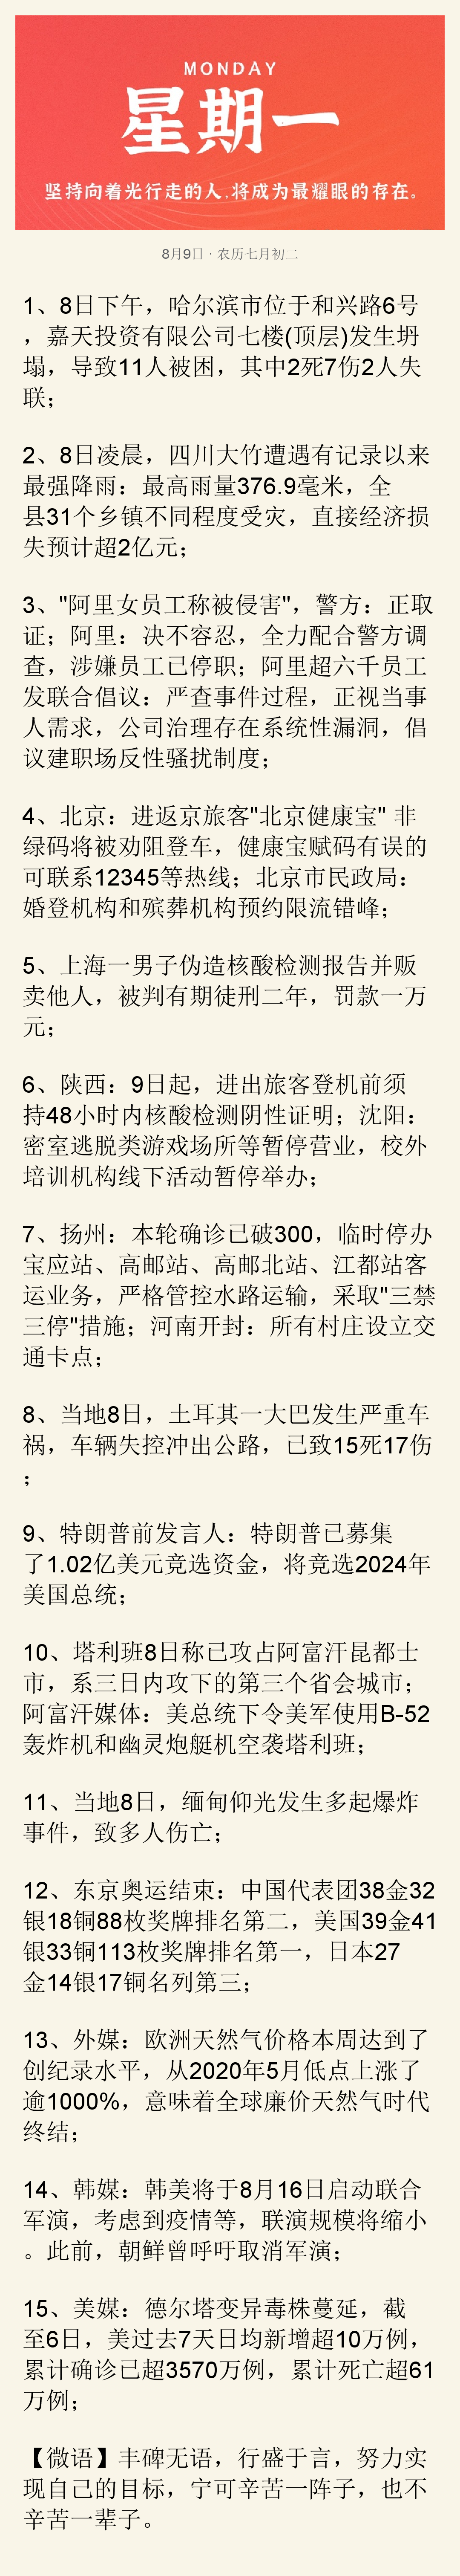 MONDAY
星期一
坚持向着光行走的人,将成为最耀眼的存在。
8月9日 · 农历七月初二
1、8日下午，哈尔滨市位于和兴路6号
，嘉天投资有限公司七楼(顶层)发生坍
塌，导致11人被困，其中2死7伤2人失
联；
2、8日凌晨，四川大竹遭遇有记录以来
最强降雨：最高雨量376.9毫米，全
县31个乡镇不同程度受灾，直接经济损
失预计超2亿元；
3、"阿里女员工称被侵害"，警方：正取
证；阿里：决不容忍，全力配合警方调
查，涉嫌员工已停职；阿里超六千员工
发联合倡议：严查事件过程，正视当事
人需求，公司治理存在系统性漏洞，倡
议建职场反性骚扰制度；
4、北京：进返京旅客"北京健康宝" 非
绿码将被劝阻登车，健康宝赋码有误的
可联系12345等热线；北京市民政局：
婚登机构和殡葬机构预约限流错峰；
5、上海一男子伪造核酸检测报告并贩
卖他人，被判有期徒刑二年，罚款一万
元；
6、陕西：9日起，进出旅客登机前须
持48小时内核酸检测阴性证明；沈阳：
密室逃脱类游戏场所等暂停营业，校外
培训机构线下活动暂停举办；
7、扬州：本轮确诊已破300，临时停办
宝应站、高邮站、高邮北站、江都站客
运业务，严格管控水路运输，采取"三禁
三停"措施；河南开封：所有村庄设立交
通卡点；
8、当地8日，土耳其一大巴发生严重车
祸，车辆失控冲出公路，已致15死17伤
；
9、特朗普前发言人：特朗普已募集
了1.02亿美元竞选资金，将竞选2024年
美国总统；
10、塔利班8日称已攻占阿富汗昆都士
市，系三日内攻下的第三个省会城市；
阿富汗媒体：美总统下令美军使用B-52
轰炸机和幽灵炮艇机空袭塔利班；
11、当地8日，缅甸仰光发生多起爆炸
事件，致多人伤亡；
12、东京奥运结束：中国代表团38金32
银18铜88枚奖牌排名第二，美国39金41
银33铜113枚奖牌排名第一，日本27
金14银17铜名列第三；
13、外媒：欧洲天然气价格本周达到了
创纪录水平，从2020年5月低点上涨了
逾1000%，意味着全球廉价天然气时代
终结；
14、韩媒：韩美将于8月16日启动联合
军演，考虑到疫情等，联演规模将缩小
。此前，朝鲜曾呼吁取消军演；
15、美媒：德尔塔变异毒株蔓延，截
至6日，美过去7天日均新增超10万例，
累计确诊已超3570万例，累计死亡超61
万例；
【微语】丰碑无语，行盛于言，努力实
现自己的目标，宁可辛苦一阵子，也不
辛苦一辈子。